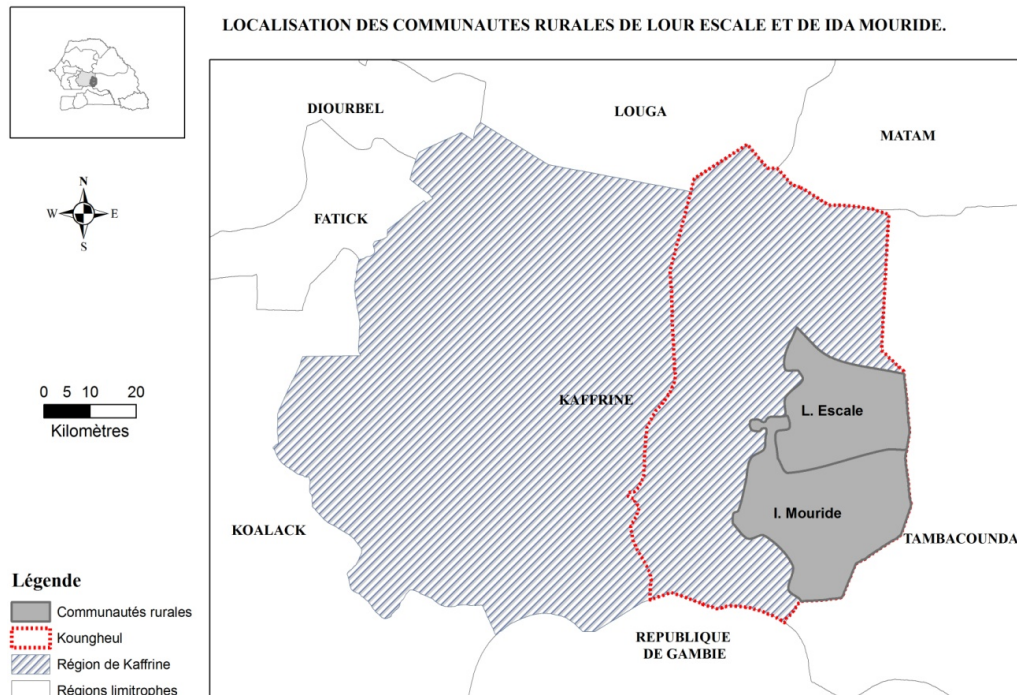 LOCALISATION DES COMMUNAUTES RURALES DE LOUR ESCALE ET DE IDA MOURIDE.
DIOURBEL
LOUGA
MATAM
N
W E
S
FATICK
0 5 10 20
Kilomètres
KAFFRINE
L. Escale
I. Mouride
KOALACK
TAMBACOUNDA
REPUBLIQUE
DE GAMBIE
Légende
Communautés rurales
Koungheul
Région de Kaffrine
Régions limitrophes